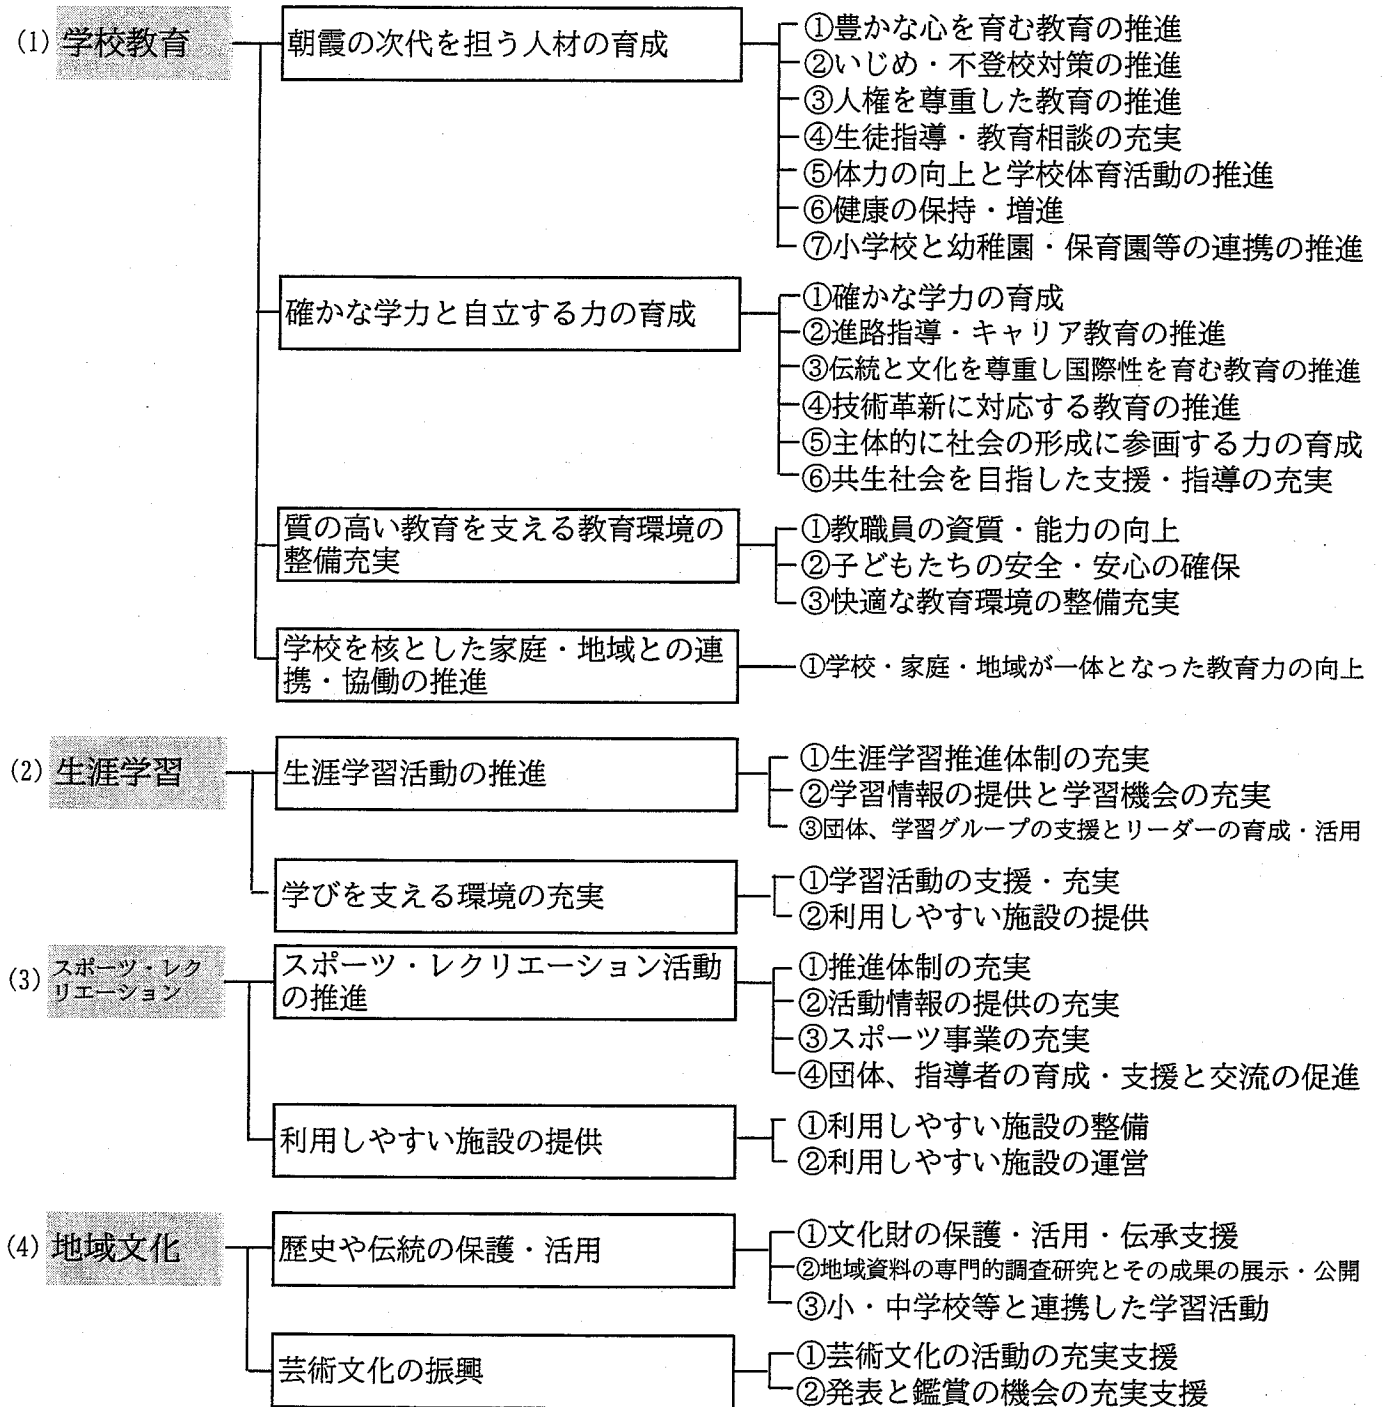 (1) 学校教育
朝霞の次代を担う人材の育成
①豊かな心を育む教育の推進
②いじめ・不登校対策の推進
③人権を尊重した教育の推進
④生徒指導・教育相談の充実
⑤体力の向上と学校体育活動の推進
⑥健康の保持・増進
⑦小学校と幼稚園・保育園等の連携の推進
確かな学力と自立する力の育成
①確かな学力の育成
②進路指導・キャリア教育の推進
③伝統と文化を尊重し国際性を育む教育の推進
④技術革新に対応する教育の推進
⑤主体的に社会の形成に参画する力の育成
⑥共生社会を目指した支援・指導の充実
質の高い教育を支える教育環境の
整備充実
①教職員の資質・能力の向上
②子どもたちの安全・安心の確保
③快適な教育環境の整備充実
学校を核とした家庭・地域との連
携・協働の推進
①学校・家庭・地域が一体となった教育力の向上
(2) 生涯学習
生涯学習活動の推進
①生涯学習推進体制の充実
②学習情報の提供と学習機会の充実
③団体、学習グループの支援とリーダーの育成・活用
学びを支える環境の充実
①学習活動の支援・充実
②利用しやすい施設の提供
(3) スポーツ・レク
リエーション
スポーツ・レクリエーション活動
の推進
①推進体制の充実
②活動情報の提供の充実
③スポーツ事業の充実
④団体、指導者の育成・支援と交流の促進
利用しやすい施設の提供
①利用しやすい施設の整備
②利用しやすい施設の運営
(4) 地域文化
歴史や伝統の保護・活用
①文化財の保護・活用・伝承支援
②地域資料の専門的調査研究とその成果の展示・公開
③小・中学校等と連携した学習活動
芸術文化の振興
①芸術文化の活動の充実支援
②発表と鑑賞の機会の充実支援